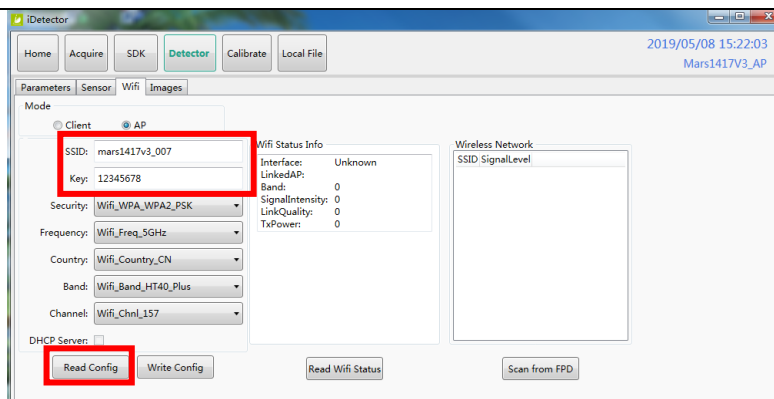 iDetector
Home Acquire SDK Detector Calibrate Local File
2019/05/08 15:22:03
Mars1417V3_AP
Parameters Sensor Wifi Images
Mode
Client AP
SSID: mars1417v3_007
Key: 12345678
Security: Wifi_WPA_WPA2_PSK
Frequency: Wifi_Freq_5GHz
Country: Wifi_Country_CN
Band: Wifi_Band_HT40_Plus
Channel: Wifi_Chnl_157
DHCP Server:
Read Config Write Config
Wifi Status Info
Interface: Unknown
LinkedAP:
Band: 0
SignalIntensity: 0
LinkQuality: 0
TxPower: 0
Read Wifi Status
Wireless Network
SSID SignalLevel
Scan from FPD